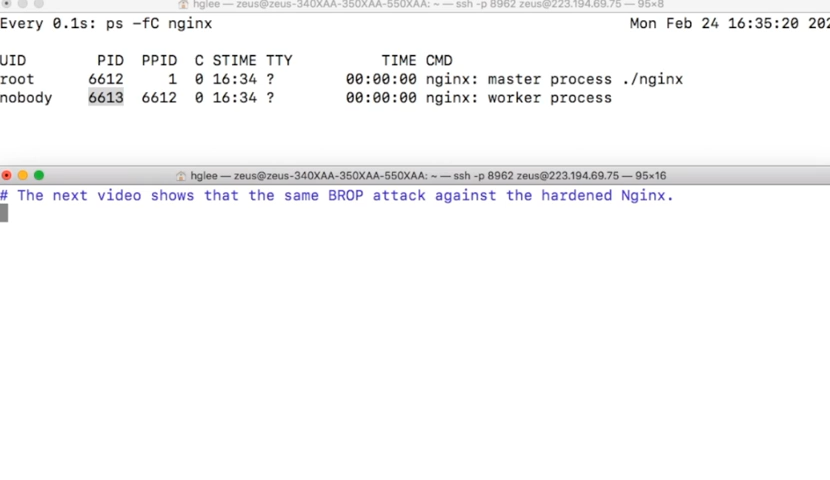 hglee — zeus@zeus-340XAA-350XAA-550XAA: ~ — ssh -p 8962 zeus@223.194.69.75 — 95×8
Every 0.1s: ps -fC nginx Mon Feb 24 16:35:20 202
UID PID PPID C STIME TTY TIME CMD
root 6612 1 0 16:34 ? 00:00:00 nginx: master process ./nginx
nobody 6613 6612 0 16:34 ? 00:00:00 nginx: worker process
hglee — zeus@zeus-340XAA-350XAA-550XAA: ~ — ssh -p 8962 zeus@223.194.69.75 — 95×16
# The next video shows that the same BROP attack against the hardened Nginx.